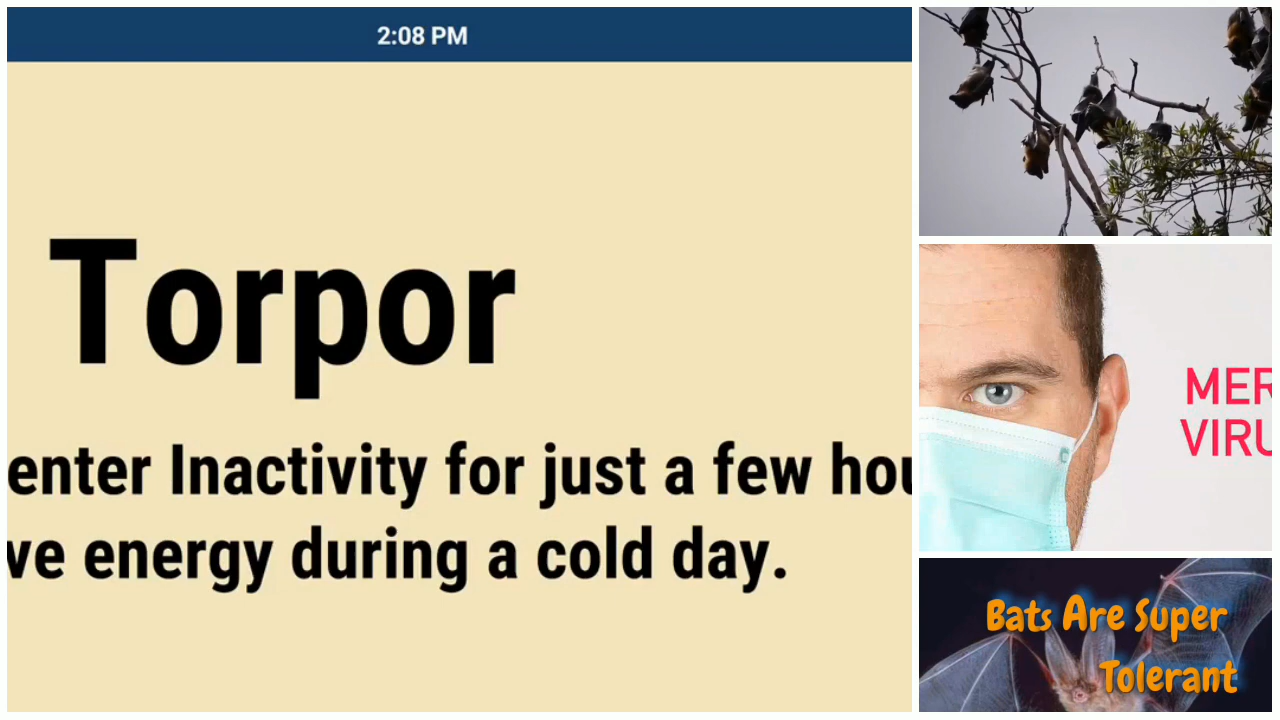 2:08 PM
Torpor
enter Inactivity for just a few hou
ve energy during a cold day.
MER
VIRU
Bats Are Super
Tolerant